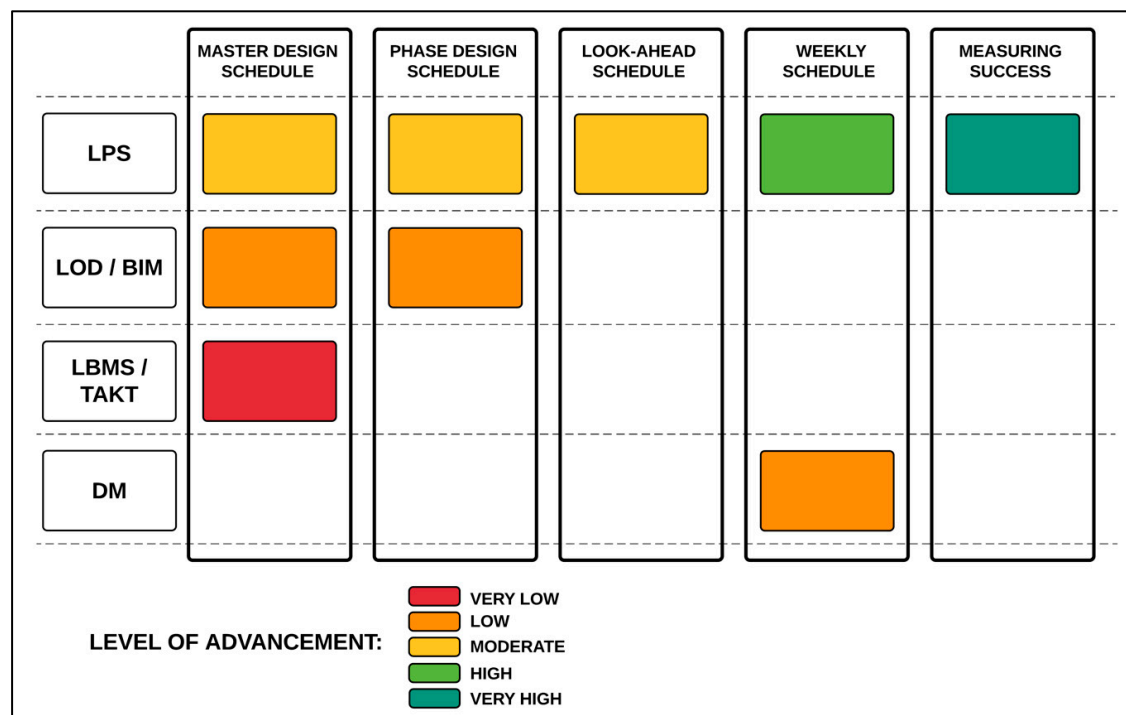 MASTER DESIGN
SCHEDULE
PHASE DESIGN
SCHEDULE
LOOK-AHEAD
SCHEDULE
WEEKLY
SCHEDULE
MEASURING
SUCCESS
LPS
LOD / BIM
LBMS /
TAKT
DM
LEVEL OF ADVANCEMENT:
VERY LOW
LOW
MODERATE
HIGH
VERY HIGH